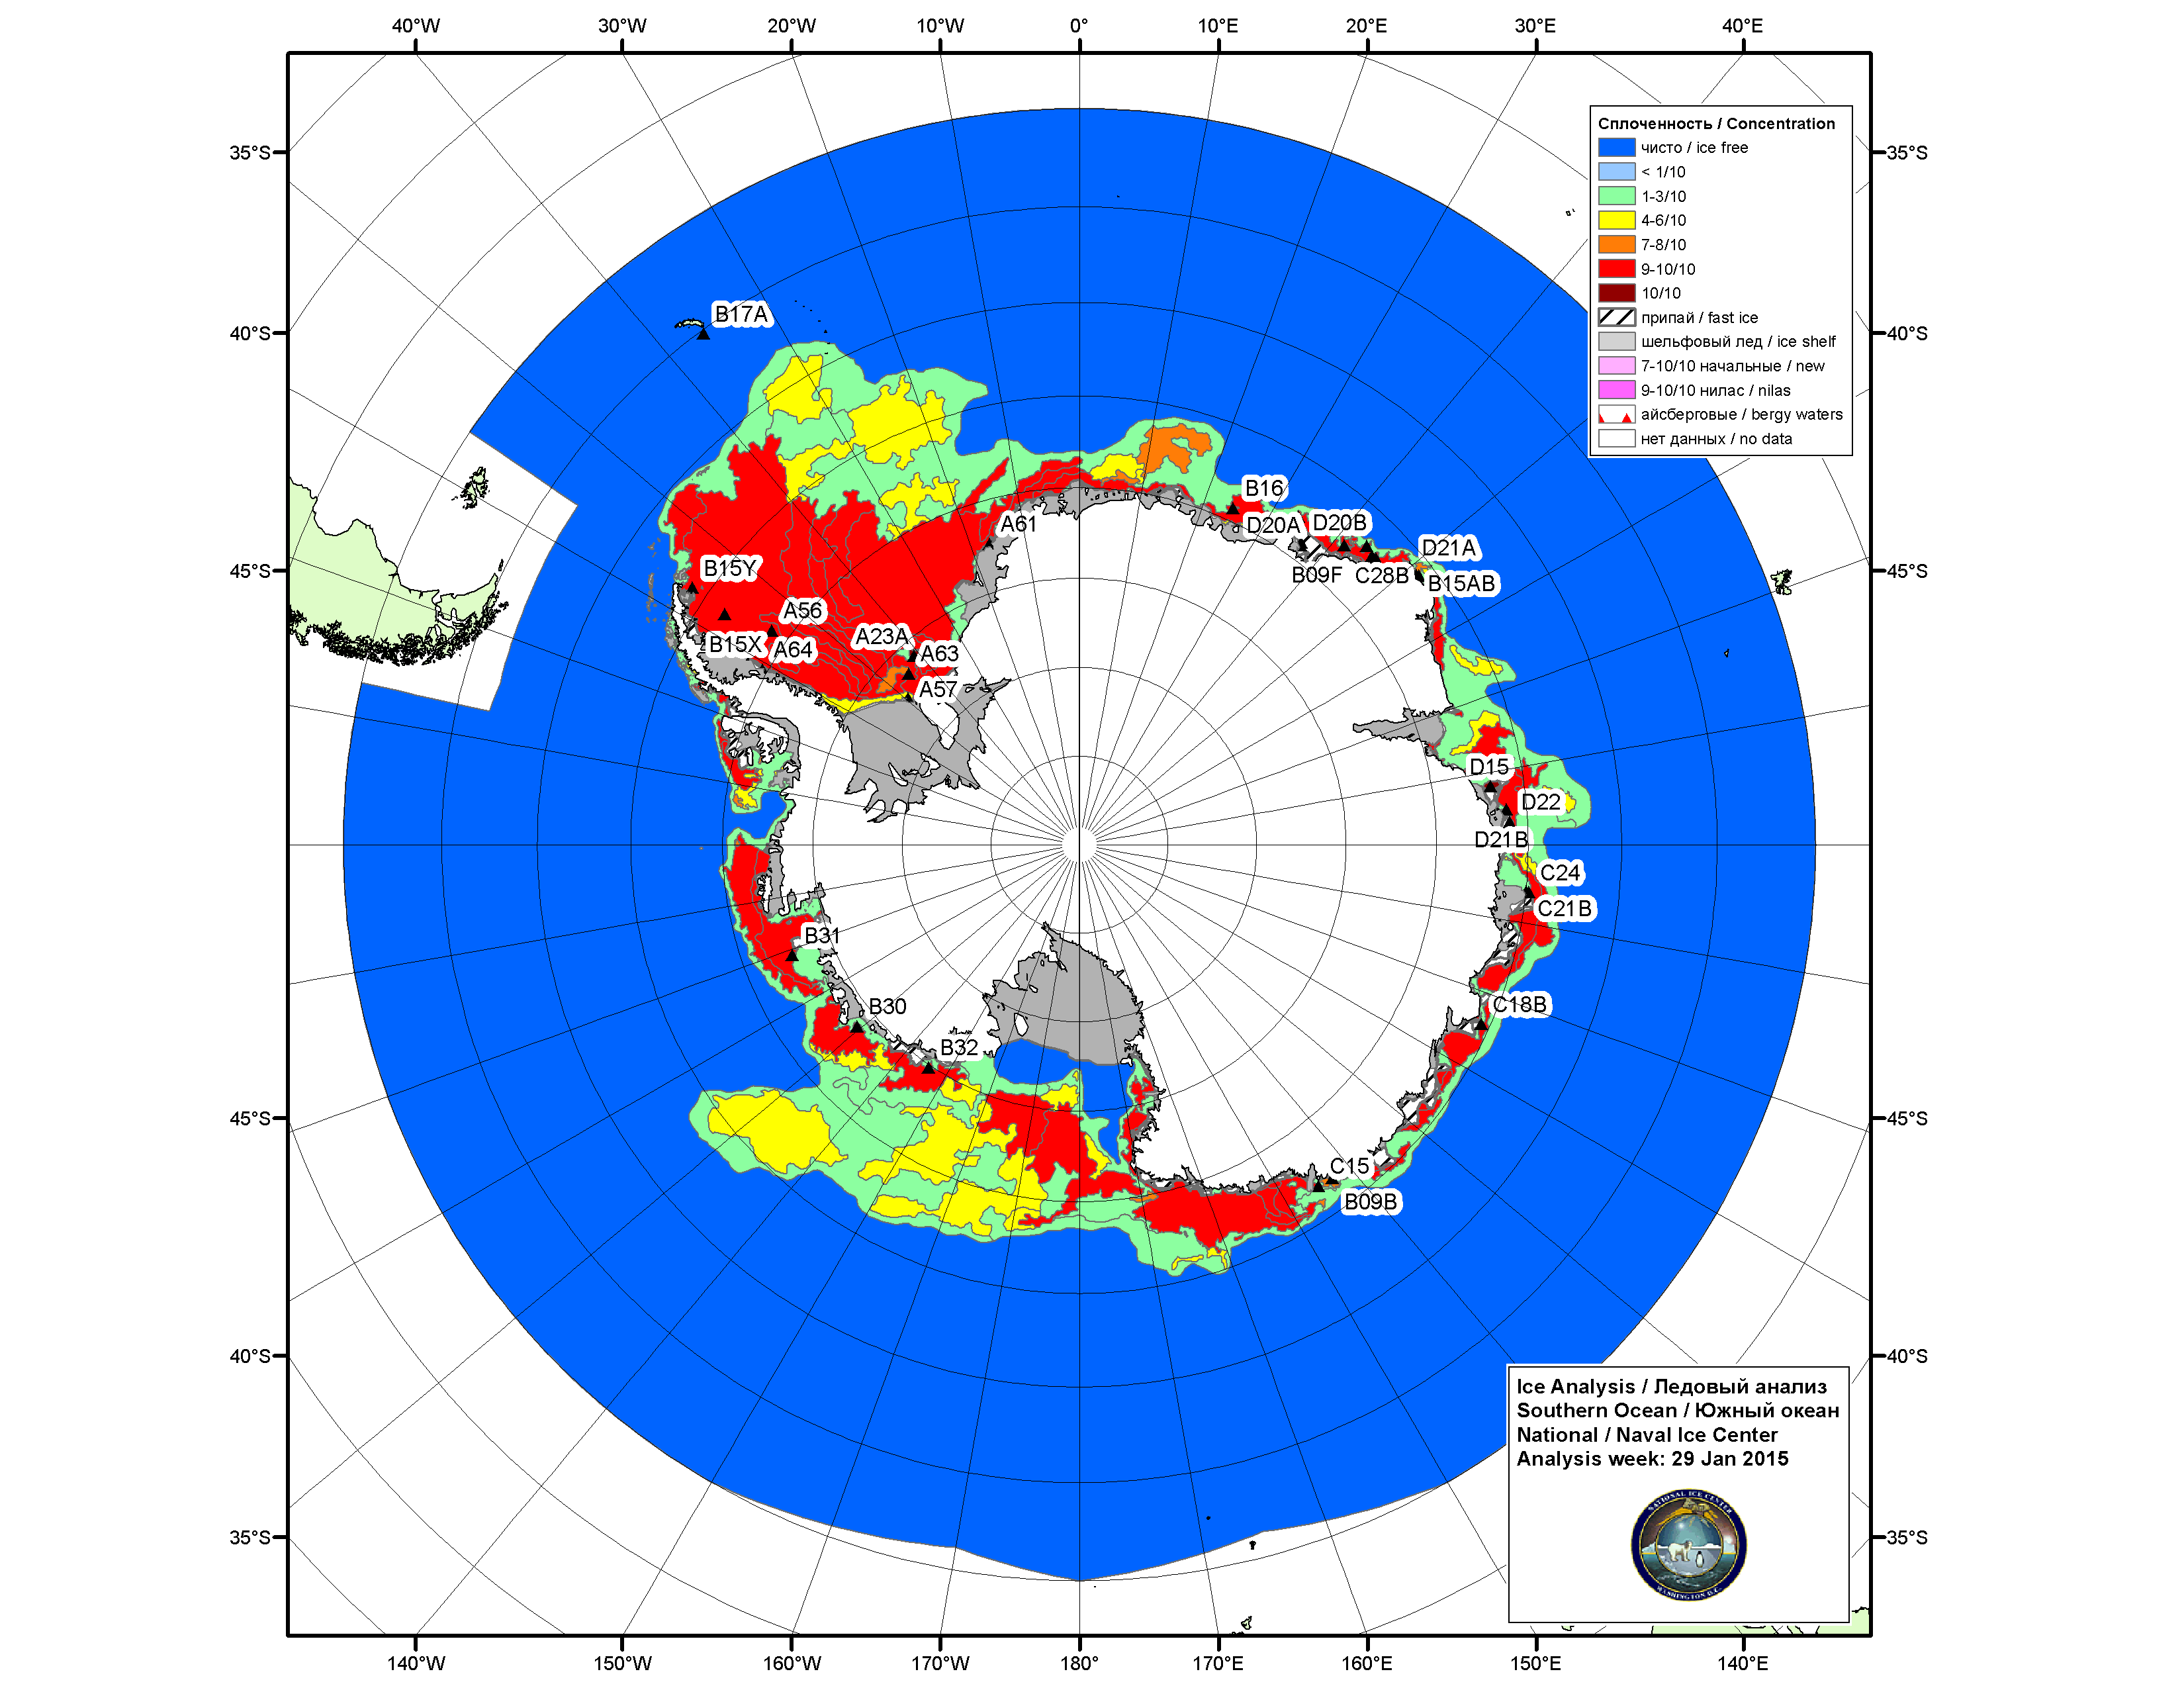 40°W 30°W 20°W 10°W 0° 10°E 20°E 30°E 40°E
35°S 35°S
40°S 40°S
45°S 45°S
45°S 45°S
40°S 40°S
35°S 35°S
140°W 150°W 160°W 170°W 180° 170°E 160°E 150°E 140°E
Сплоченность / Concentration
чисто / ice free
< 1/10
1-3/10
4-6/10
7-8/10
9-10/10
10/10
припай / fast ice
шельфовый лед / ice shelf
7-10/10 начальные / new
9-10/10 нилас / nilas
айсберговые / bergy waters
нет данных / no data
B17A
B16
A61
D20A
D20B
D21A
B09F
C28B
B15AB
B15Y
A56
B15X
A64
A23A
A63
A57
D15
D22
D21B
C24
C21B
B31
C18B
B30
B32
C15
B09B
Ice Analysis / Ледовый анализ
Southern Ocean / Южный океан
National / Naval Ice Center
Analysis week: 29 Jan 2015
NATIONAL ICE CENTER
WASHINGTON D.C.